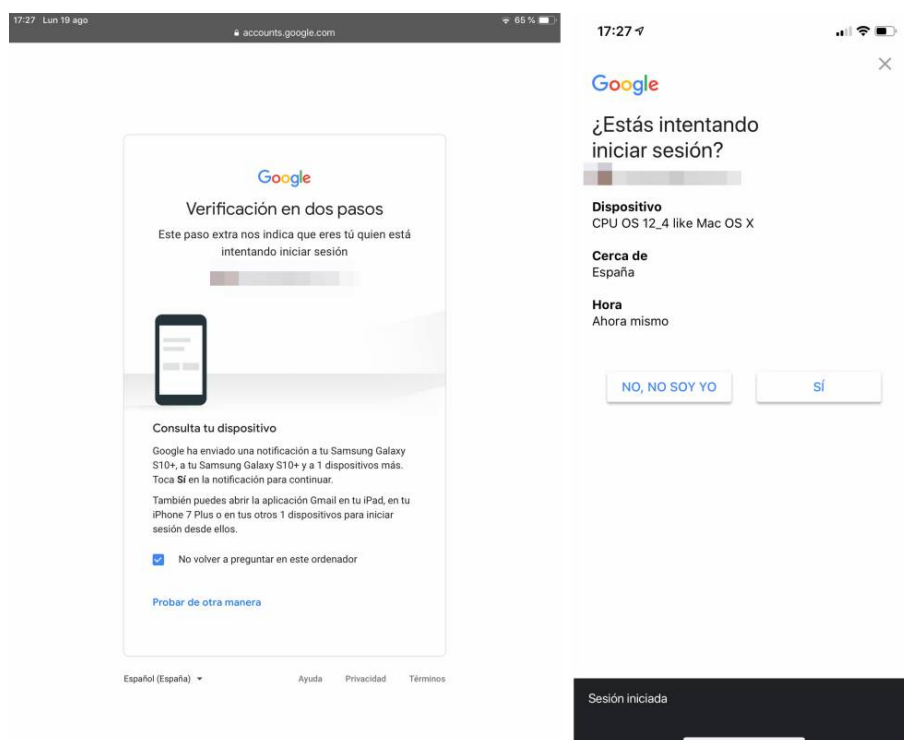 17:27 Lun 19 ago
65 %
accounts.google.com
Google
Verificación en dos pasos
Este paso extra nos indica que eres tú quien está
intentando iniciar sesión
Consulta tu dispositivo
Google ha enviado una notificación a tu Samsung Galaxy
S10+, a tu Samsung Galaxy S10+ y a 1 dispositivos más.
Toca Sí en la notificación para continuar.
También puedes abrir la aplicación Gmail en tu iPad, en tu
iPhone 7 Plus o en tus otros 1 dispositivos para iniciar
sesión desde ellos.
No volver a preguntar en este ordenador
Probar de otra manera
Español (España)
Ayuda Privacidad Términos
17:27
Google
¿Estás intentando
iniciar sesión?
Dispositivo
CPU OS 12_4 like Mac OS X
Cerca de
España
Hora
Ahora mismo
NO, NO SOY YO
SÍ
Sesión iniciada